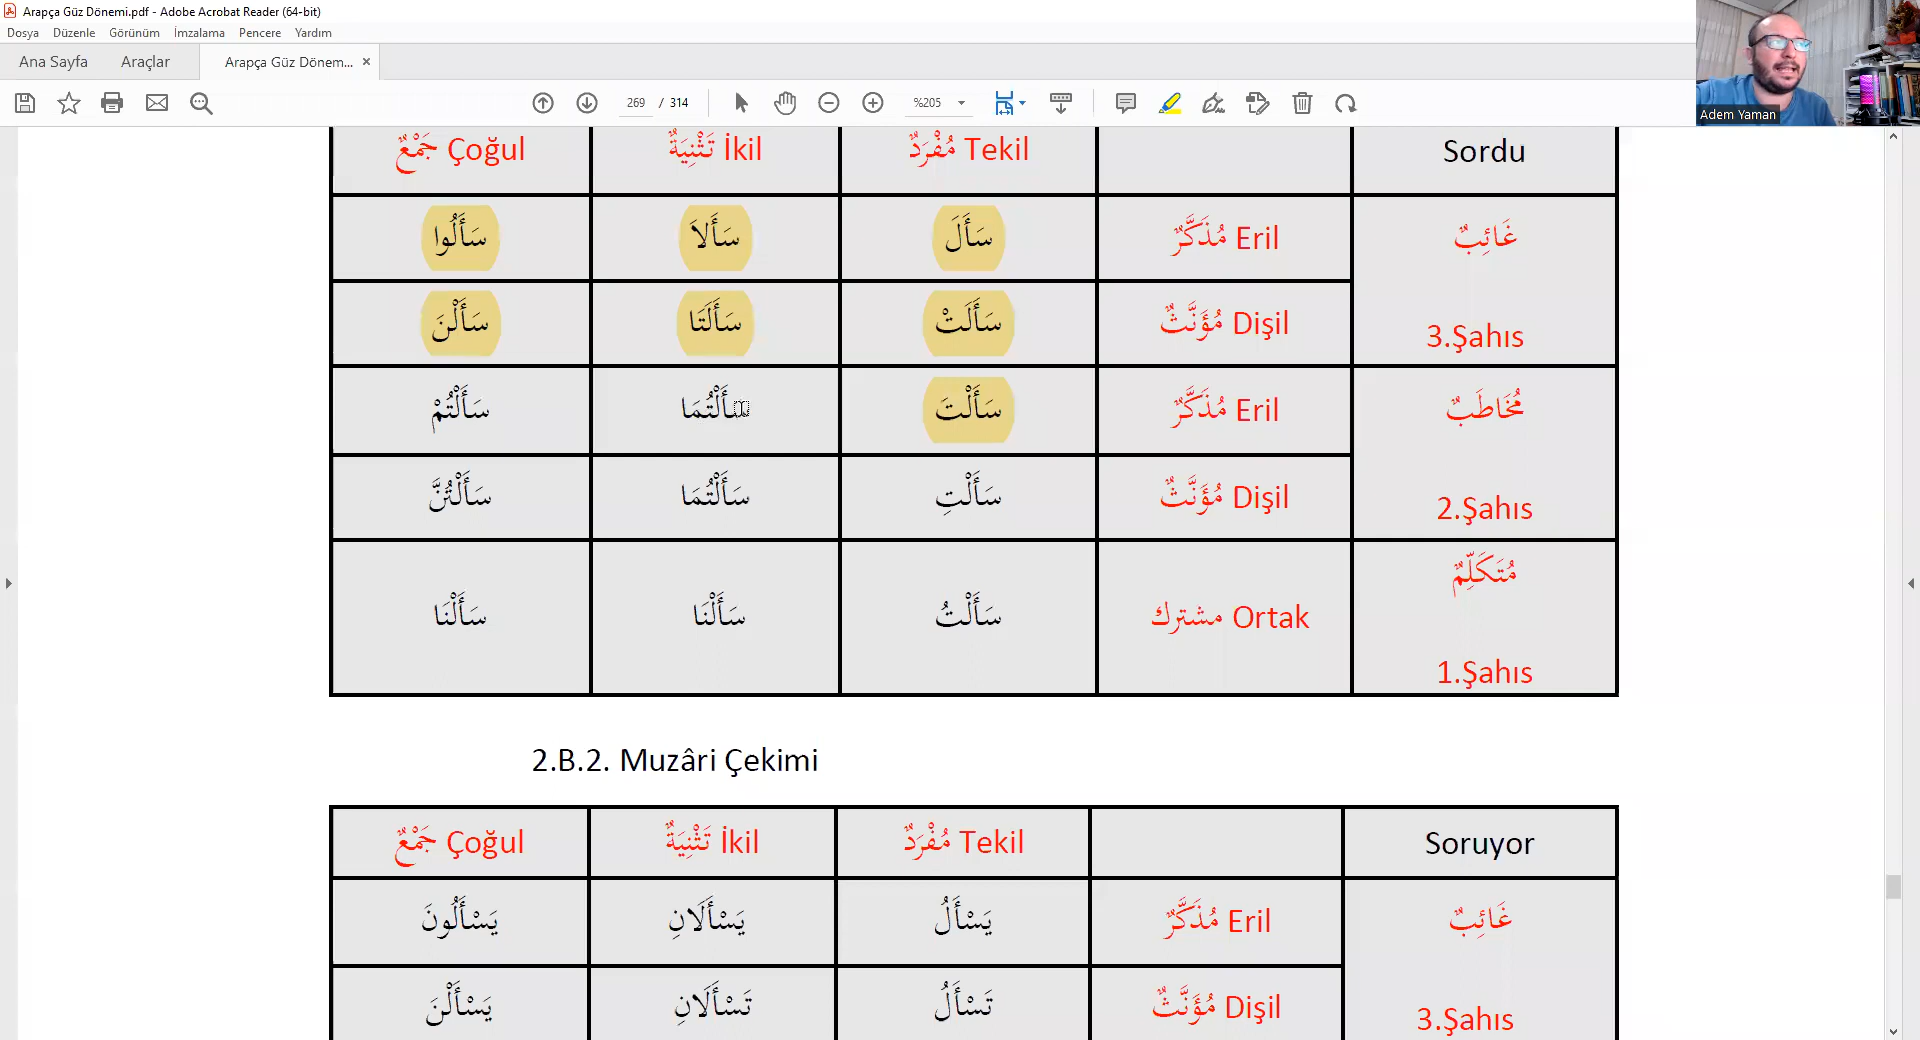 Arapça Güz Dönemi.pdf - Adobe Acrobat Reader (64-bit)
Dosya Düzenle Görünüm İmzalama Pencere Yardım
Ana Sayfa Araçlar Arapça Güz Dönem... ×
269 / 314 %205
Adem Yaman
Çoğul جَمْعٌ İkil تَثْنِيَةٌ Tekil مُفْرَدٌ Sordu
سَأَلُوا سَأَلاَ سَأَلَ Eril مُذَكَّرٌ غَائِبٌ
سَأَلْنَ سَأَلَتَا سَأَلَتْ Dişil مُؤَنَّثٌ 3.Şahıs
سَأَلْتُمْ سَأَلْتُمَا سَأَلْتَ Eril مُذَكَّرٌ مُخَاطَبٌ
سَأَلْتُنَّ سَأَلْتُمَا سَأَلْتِ Dişil مُؤَنَّثٌ 2.Şahıs
مُتَكَلِّمٌ
سَأَلْنَا سَأَلْنَا سَأَلْتُ Ortak مشترك
1.Şahıs
2.B.2. Muzâri Çekimi
Çoğul جَمْعٌ İkil تَثْنِيَةٌ Tekil مُفْرَدٌ Soruyor
يَسْأَلُونَ يَسْأَلَانِ يَسْأَلُ Eril مُذَكَّرٌ غَائِبٌ
يَسْأَلْنَ تَسْأَلَانِ تَسْأَلُ Dişil مُؤَنَّثٌ 3.Şahıs